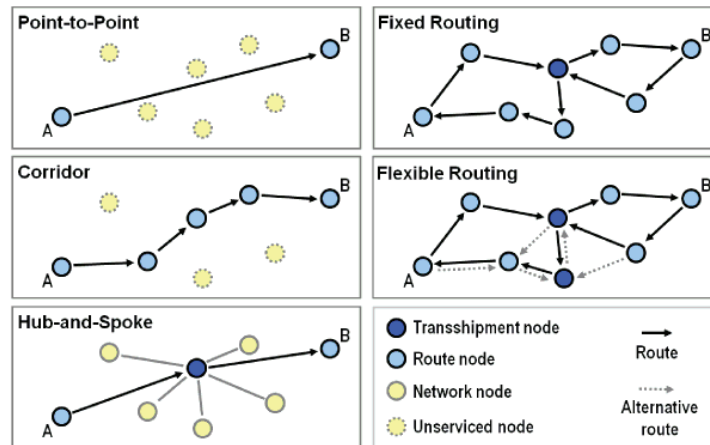 Point-to-Point
B
A
Fixed Routing
B
A
Corridor
B
A
Flexible Routing
B
A
Hub-and-Spoke
B
A
Transshipment node
Route node
Network node
Unserviced node
Route
Alternative
route